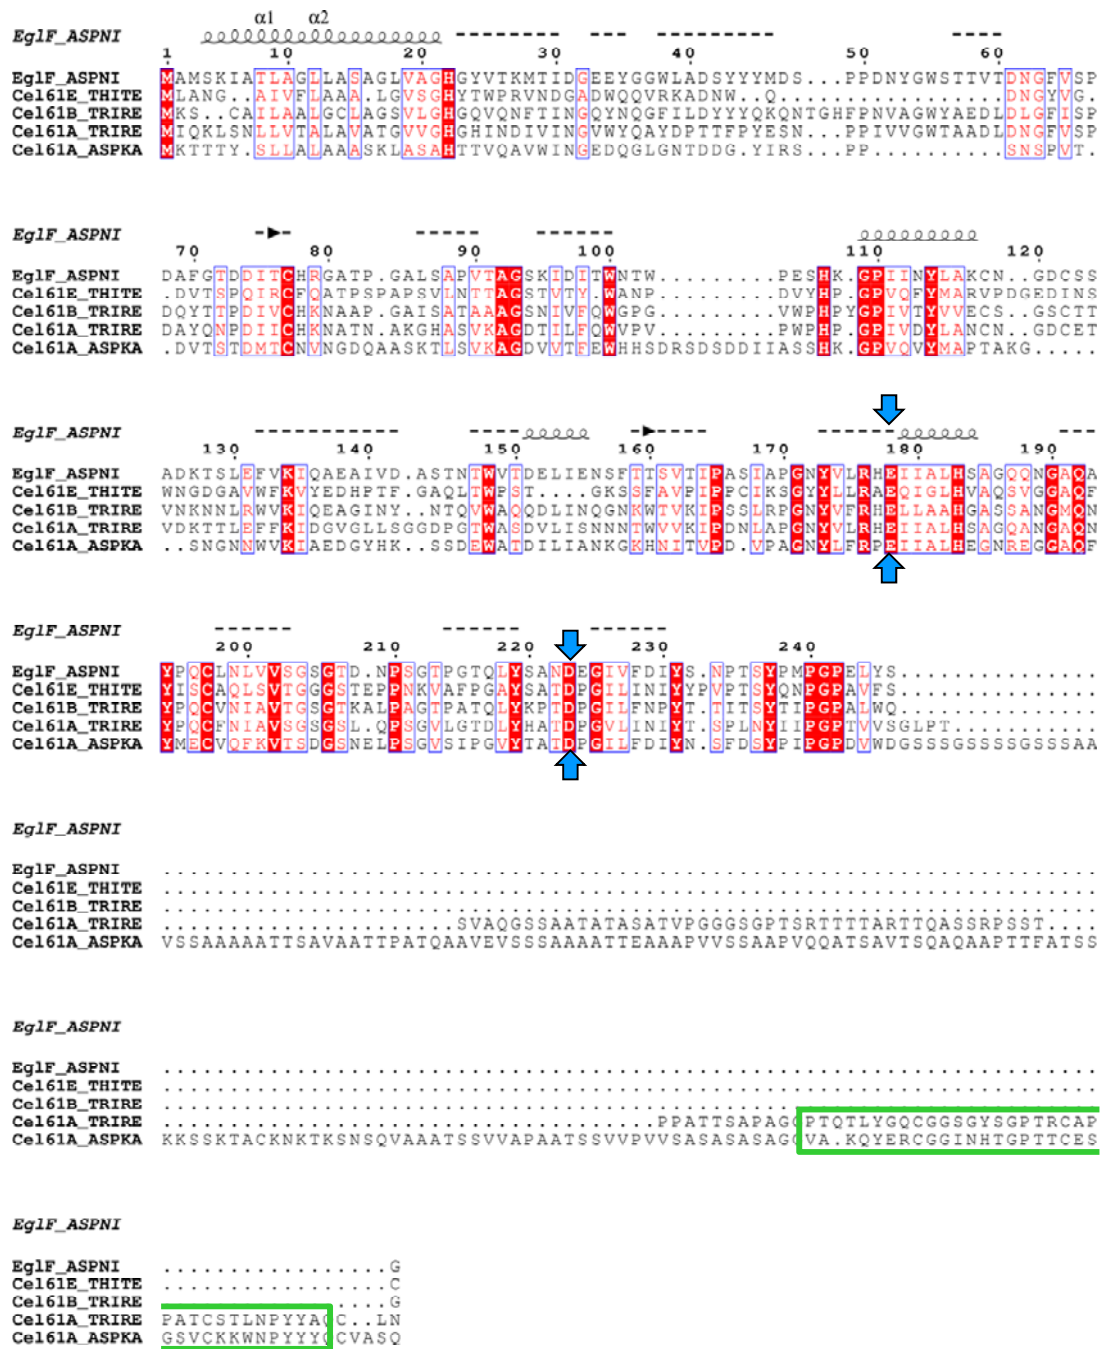 α1 α2
EglF_ASPNI
1 10 20 30 40 50 60
EglF_ASPNI MAMSKIATLAGLLASAGLVAGHGYVTKMTIDGEEYGGWLADSYYYMDS...PPDNYGWSTTVTDNGFVSP
Cel61E_THITE MLANG..AIVFLAAA.LGVSGHYTWPRVNDGADWQQVRKADNW..Q...............DNGYVG.
Cel61B_TRIRE MKS..CAILAALGCLAGSVLGHGQVQNFTINGQYNQGFILDYYYQKQNTGHFPNVAGWYAEDLDLGFISP
Cel61A_TRIRE MIQKLSNLLVTALAVATGVVGHGHINDIVINGVWYQAYDPTTFPYESN...PPIVVGWTAADLDNGFVSP
Cel61A_ASPKA MKTTTY.SLLALAAASKLASAHTTVQAVWINGEDQGLGNTDDG.YIRS...PP..........SNSPVT.
EglF_ASPNI
70 80 90 100 110 120
EglF_ASPNI DAFGTDDITCHRGATP.GALSAPVTAGSKIDITWNTW..........PESHK.GPIINYLAKCN..GDCSS
Cel61E_THITE .DVTSPQIRCFQATPSPAPSVLNTTAGSTVTY.WANP..........DVYHP.GPVQFYMARVPDGEDINS
Cel61B_TRIRE DQYTTPDIVCHKNAAP.GAISATAAAGSNIVFQWGPG..........VWPHPYGPIVTYVVECS..GSCTT
Cel61A_TRIRE DAYQNPDIICHKNATN.AKGHASVKAGDTILFQWVPV..........PWPHP.GPIVDYLANCN..GDCET
Cel61A_ASPKA .DVTSTDMTCNVNGDQAASKTLSVKAGDVVTFEWHHSDRSDSDDIIASSHK.GPVQVYMAPTAKG.....
EglF_ASPNI
130 140 150 160 170 180 190
EglF_ASPNI ADKTSLEFVKIQAEAIVD.ASTNTWVTDELIENSFTTSVTIPASIAPGNYVLRHEIIALHSAGQQNGAQA
Cel61E_THITE WNGDGAVWFKVYEDHPTF.GAQLTWPST....GKSSFAVPIPPCIKSGYYLLRAEQIGLHVAQSVGGAQF
Cel61B_TRIRE VNKNNLRWVKIQEAGINY..NTQVWAQQDLINQGNKWTVKIPSSLRPGNYVFRHELLAAHGASSANGMQN
Cel61A_TRIRE VDKTTLEFFKIDGVGLLSGGDPGTWASDVLISNNNTWVVKIPDNLAPGNYVLRHEIIALHSAGQANGAQN
Cel61A_ASPKA ..SNGNNWVKIAEDGYHK..SSDEWATDILIANKGKHNITVPD.VPAGNYLFRPEIIALHEGNREGGAQF
EglF_ASPNI
200 210 220 230 240
EglF_ASPNI YPQCLNLVVSGSGTD.NPSGTPGTQLYSANDEGIVFDIYS.NPTSYPMPGPELYS..............
Cel61E_THITE YISCAQLSVTGGGSTEPPNKVAFPGAYSATDPGILINIYYPVPTSYQNPGPAVFS..............
Cel61B_TRIRE YPQCVNIAVTGSGTKALPAGTPATQLYKPTDPGILFNPYT.TITSYTIPGPALWQ..............
Cel61A_TRIRE YPQCFNIAVSGSGSL.QPSGVLGTDLYHATDPGVLINIYT.SPLNYIIPGPTVVSGLPT..........
Cel61A_ASPKA YMECVQFKVTSDGSNELPSGVSIPGVYTATDPGILFDIYN.SFDSYPIPGPDVWDGSSSGSSSSGSSSAA
EglF_ASPNI
EglF_ASPNI ......................................................................
Cel61E_THITE ......................................................................
Cel61B_TRIRE ......................................................................
Cel61A_TRIRE ......................SVAQGSSAATATASATVPGGGSGPTSRTTTTARTTQASSRPSST....
Cel61A_ASPKA VSSAAAAATTSAVAATTPATQAAVEVSSSAAAATTEAAAPVVSSAAPVQQATSAVTSQAQAAPTTFATSS
EglF_ASPNI
EglF_ASPNI ......................................................................
Cel61E_THITE ......................................................................
Cel61B_TRIRE ......................................................................
Cel61A_TRIRE .....................................PPATTSAPAGCPTQTLYGQCGGSGYSGPTRCAP
Cel61A_ASPKA KKSSKTACKNKTKSNSQVAAATSSVVAPAATSSVVPVVSASASASAGCVA.KQYERCGGINHTGPTTCES
EglF_ASPNI
EglF_ASPNI .................G
Cel61E_THITE .................C
Cel61B_TRIRE .................G
Cel61A_TRIRE PATCSTLNPYYAQC..LN
Cel61A_ASPKA GSVCKKWNPYYYQCVASQ